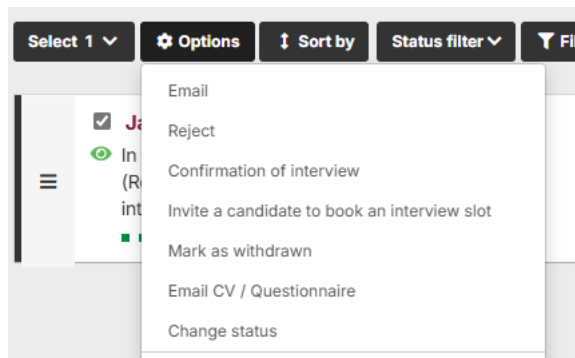 Select 1
Options
Sort by
Status filter
Email
Reject
Confirmation of interview
Invite a candidate to book an interview slot
Mark as withdrawn
Email CV / Questionnaire
Change status
In